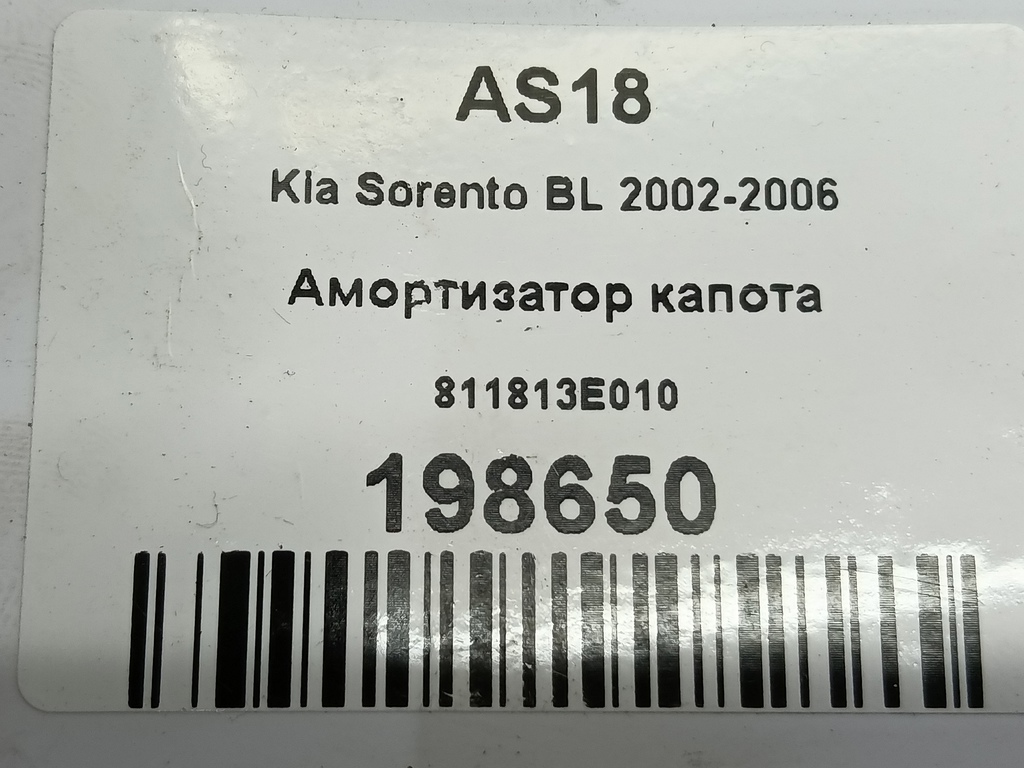 AS18
Kia Sorento BL 2002-2006
Амортизатор капота
811813E010
198650